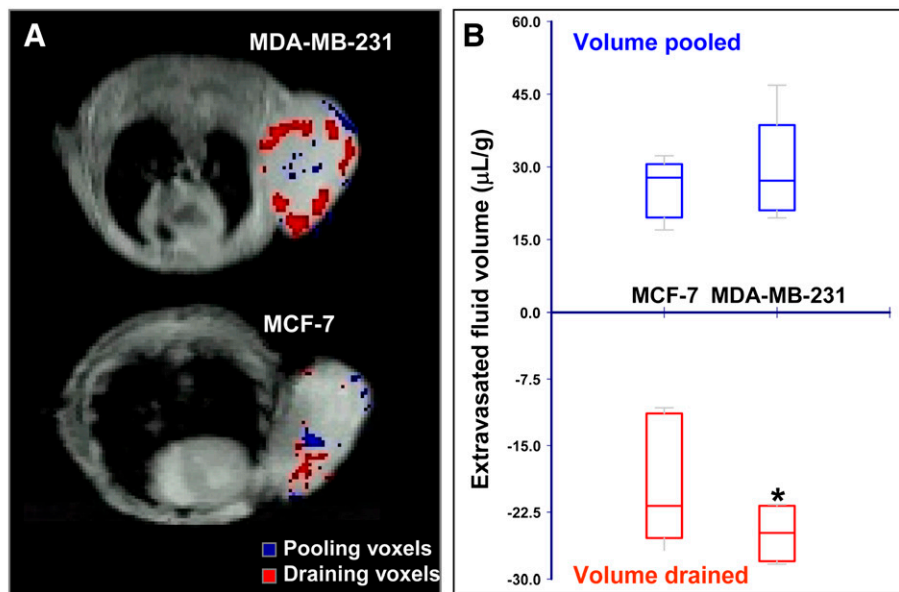 A
MDA-MB-231
MCF-7
Pooling voxels
Draining voxels
B
Volume pooled
Extravasated fluid volume (µL/g)
60.0
45.0
30.0
15.0
0.0
-7.5
-15.0
-22.5
-30.0
MCF-7 MDA-MB-231
*
Volume drained